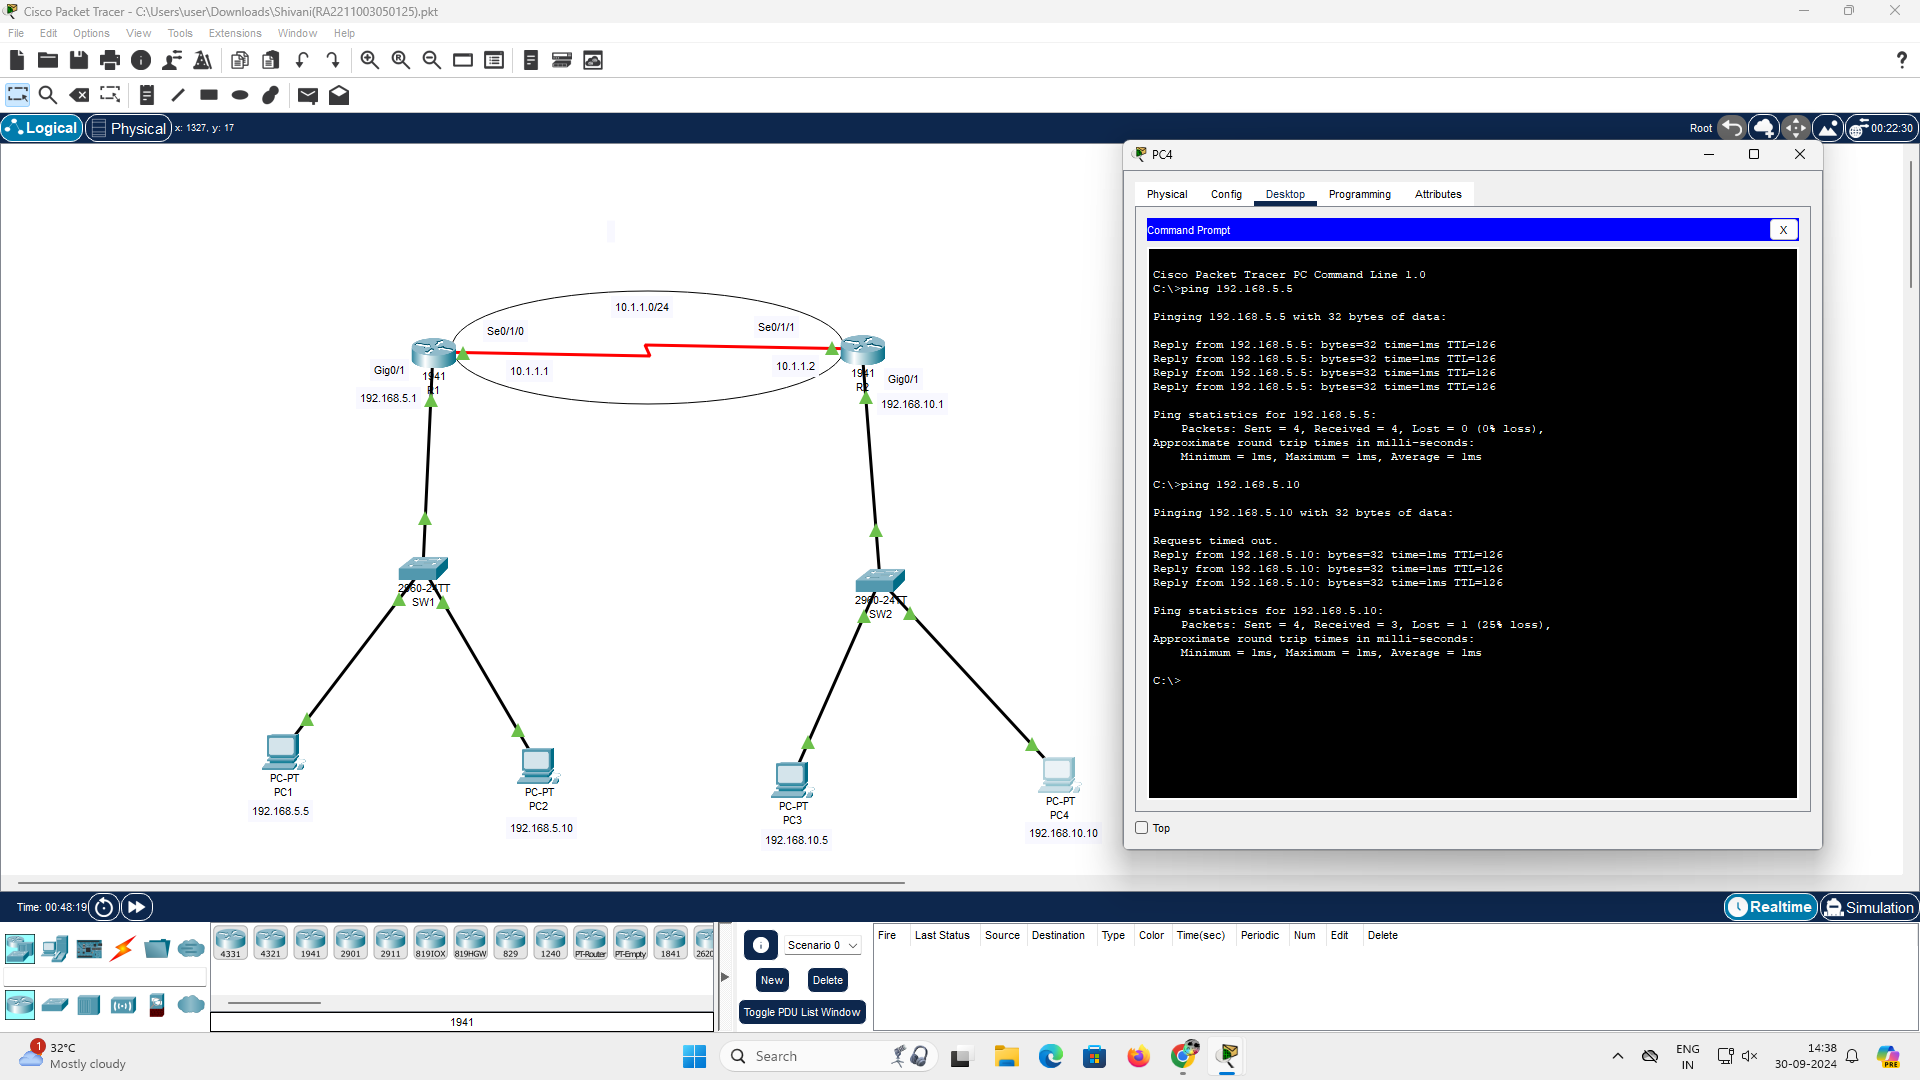 Cisco Packet Tracer - C:\Users\user\Downloads\Shivani(RA2211003050125).pkt
File Edit Options View Tools Extensions Window Help
Logical Physical x: 1327, y: 17
Root 00:22:30
10.1.1.0/24
Se0/1/0
Se0/1/1
10.1.1.1
10.1.1.2
Gig0/1
1941
R1
192.168.5.1
1941
R2
Gig0/1
192.168.10.1
2960-24TT
SW1
2960-24TT
SW2
PC-PT
PC1
192.168.5.5
PC-PT
PC2
192.168.5.10
PC-PT
PC3
192.168.10.5
PC-PT
PC4
192.168.10.10
PC4
Physical Config Desktop Programming Attributes
Command Prompt X
Cisco Packet Tracer PC Command Line 1.0
C:\>ping 192.168.5.5
Pinging 192.168.5.5 with 32 bytes of data:
Reply from 192.168.5.5: bytes=32 time=1ms TTL=126
Reply from 192.168.5.5: bytes=32 time=1ms TTL=126
Reply from 192.168.5.5: bytes=32 time=1ms TTL=126
Reply from 192.168.5.5: bytes=32 time=1ms TTL=126
Ping statistics for 192.168.5.5:
Packets: Sent = 4, Received = 4, Lost = 0 (0% loss),
Approximate round trip times in milli-seconds:
Minimum = 1ms, Maximum = 1ms, Average = 1ms
C:\>ping 192.168.5.10
Pinging 192.168.5.10 with 32 bytes of data:
Request timed out.
Reply from 192.168.5.10: bytes=32 time=1ms TTL=126
Reply from 192.168.5.10: bytes=32 time=1ms TTL=126
Reply from 192.168.5.10: bytes=32 time=1ms TTL=126
Ping statistics for 192.168.5.10:
Packets: Sent = 4, Received = 3, Lost = 1 (25% loss),
Approximate round trip times in milli-seconds:
Minimum = 1ms, Maximum = 1ms, Average = 1ms
C:\>
Top
Time: 00:48:19
Realtime Simulation
4331 4321 1941 2901 2911 819IOX 819HGW 829 1240 PT-Router PT-Empty 1841 2620
1941
Scenario 0
New Delete
Toggle PDU List Window
Fire Last Status Source Destination Type Color Time(sec) Periodic Num Edit Delete
1
32°C
Mostly cloudy
Search
ENG
IN
14:38
30-09-2024
PRE